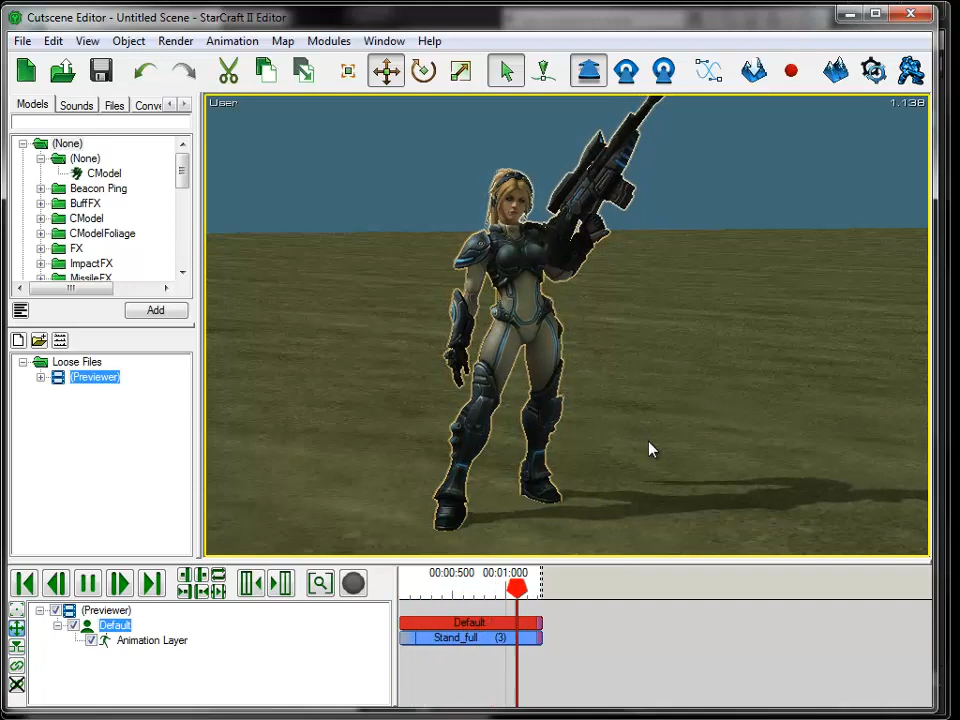 Cutscene Editor - Untitled Scene - StarCraft II Editor
File Edit View Object Render Animation Map Modules Window Help
Models Sounds Files Conve
User
1.138
(None)
(None)
CModel
Beacon Ping
BuffFX
CModel
CModelFoliage
FX
ImpactFX
MissileFX
Add
Loose Files
(Previewer)
00:00:500 00:01:000
(Previewer)
Default
Default
Animation Layer
Stand_full (3)